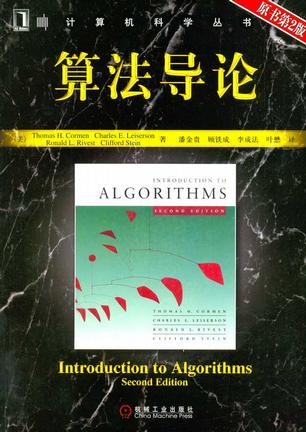 计算机科学丛书
原书第2版
算法导论
(美) Thomas H. Cormen Charles E. Leiserson
Ronald L. Rivest Clifford Stein 著
潘金贵 顾铁成 李成法 叶懋 译
INTRODUCTION TO
ALGORITHMS
SECOND EDITION
THOMAS H. CORMEN
CHARLES E. LEISERSON
RONALD L. RIVEST
CLIFFORD STEIN
Introduction to Algorithms
Second Edition
机械工业出版社
China Machine Press